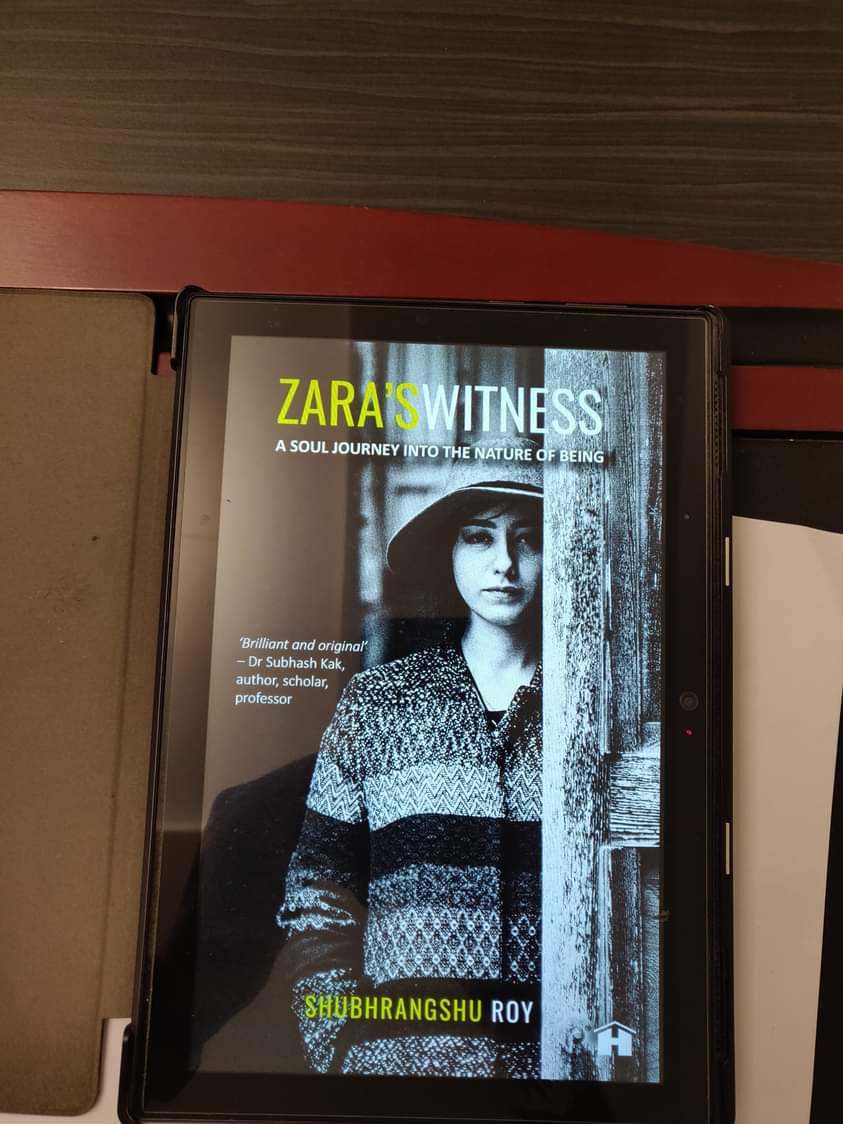 ZARA'SWITNESS
A SOUL JOURNEY INTO THE NATURE OF BEING
'Brilliant and original'
– Dr Subhash Kak,
author, scholar,
professor
SHUBHRANGSHU ROY
H